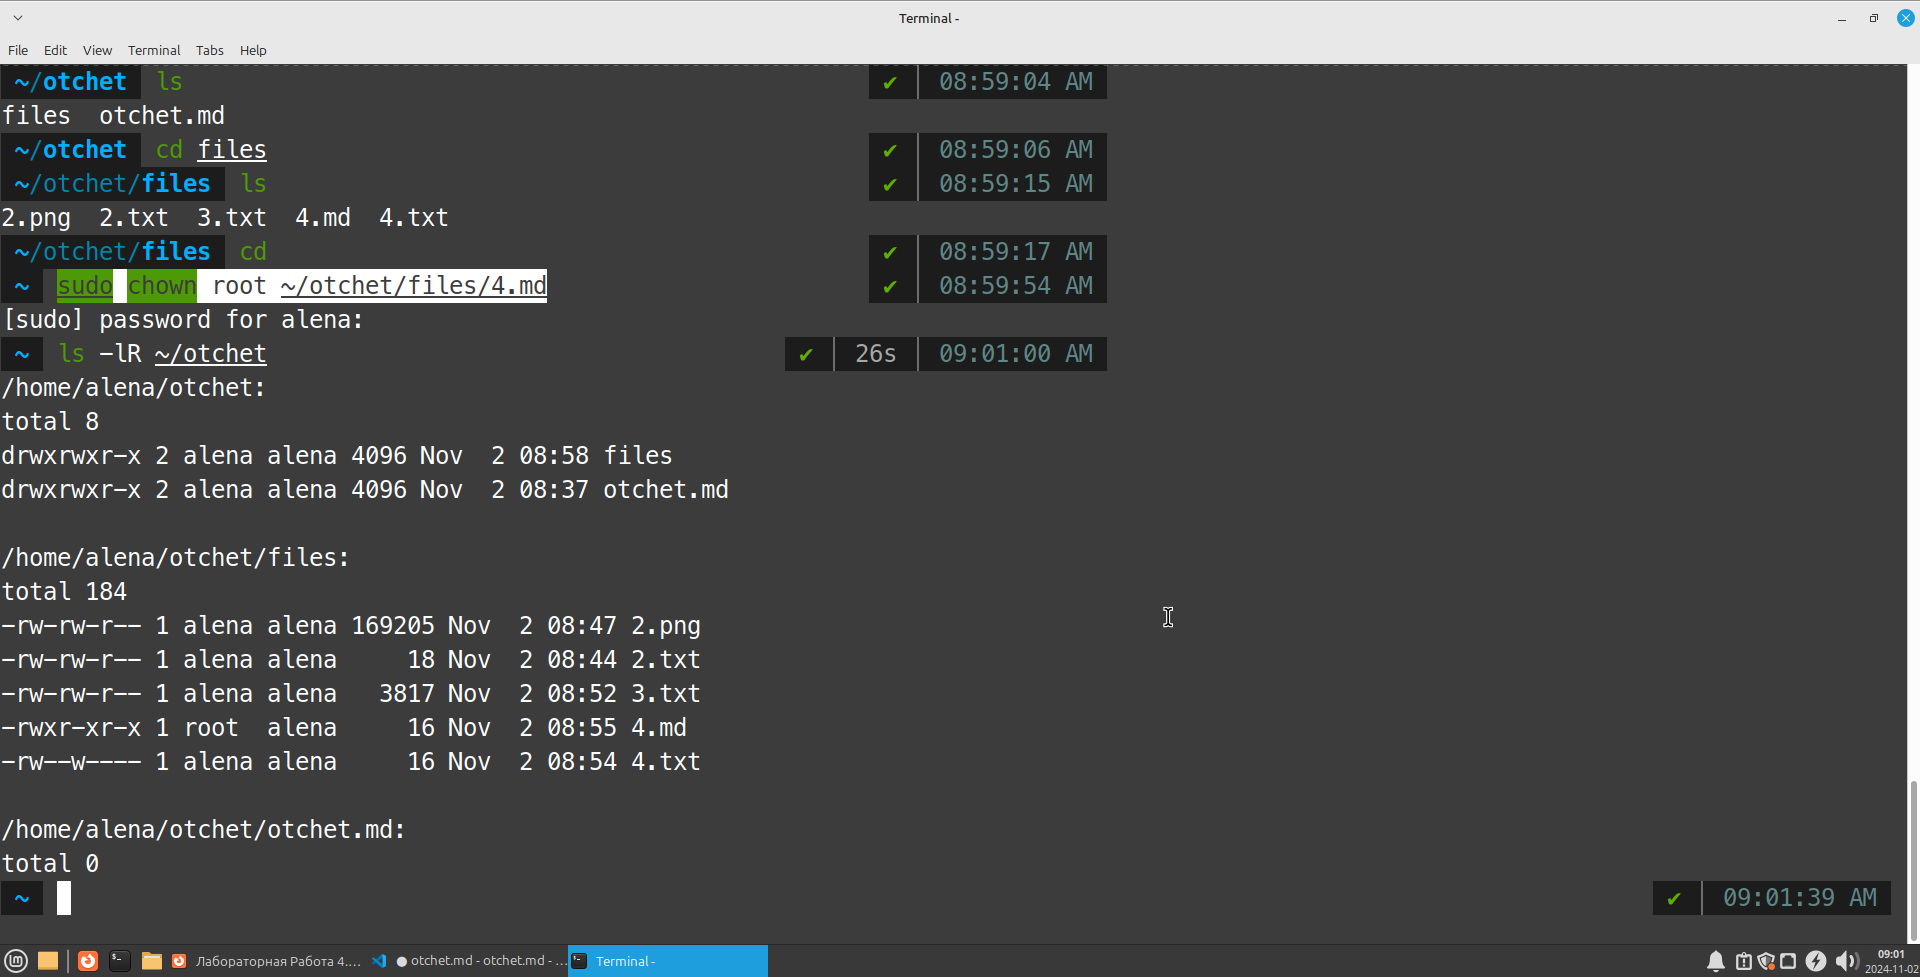 Terminal -
File Edit View Terminal Tabs Help
~/otchet ls ✔ 08:59:04 AM
files  otchet.md
~/otchet cd files ✔ 08:59:06 AM
~/otchet/files ls ✔ 08:59:15 AM
2.png  2.txt  3.txt  4.md  4.txt
~/otchet/files cd ✔ 08:59:17 AM
~ sudo chown root ~/otchet/files/4.md ✔ 08:59:54 AM
[sudo] password for alena:
~ ls -lR ~/otchet ✔ 26s 09:01:00 AM
/home/alena/otchet:
total 8
drwxrwxr-x 2 alena alena 4096 Nov  2 08:58 files
drwxrwxr-x 2 alena alena 4096 Nov  2 08:37 otchet.md
/home/alena/otchet/files:
total 184
-rw-rw-r-- 1 alena alena 169205 Nov  2 08:47 2.png
-rw-rw-r-- 1 alena alena     18 Nov  2 08:44 2.txt
-rw-rw-r-- 1 alena alena   3817 Nov  2 08:52 3.txt
-rwxr-xr-x 1 root  alena     16 Nov  2 08:55 4.md
-rw--w---- 1 alena alena     16 Nov  2 08:54 4.txt
/home/alena/otchet/otchet.md:
total 0
~ ✔ 09:01:39 AM
Лабораторная Работа 4.... ● otchet.md - otchet.md - ... Terminal - 09:01
2024-11-02